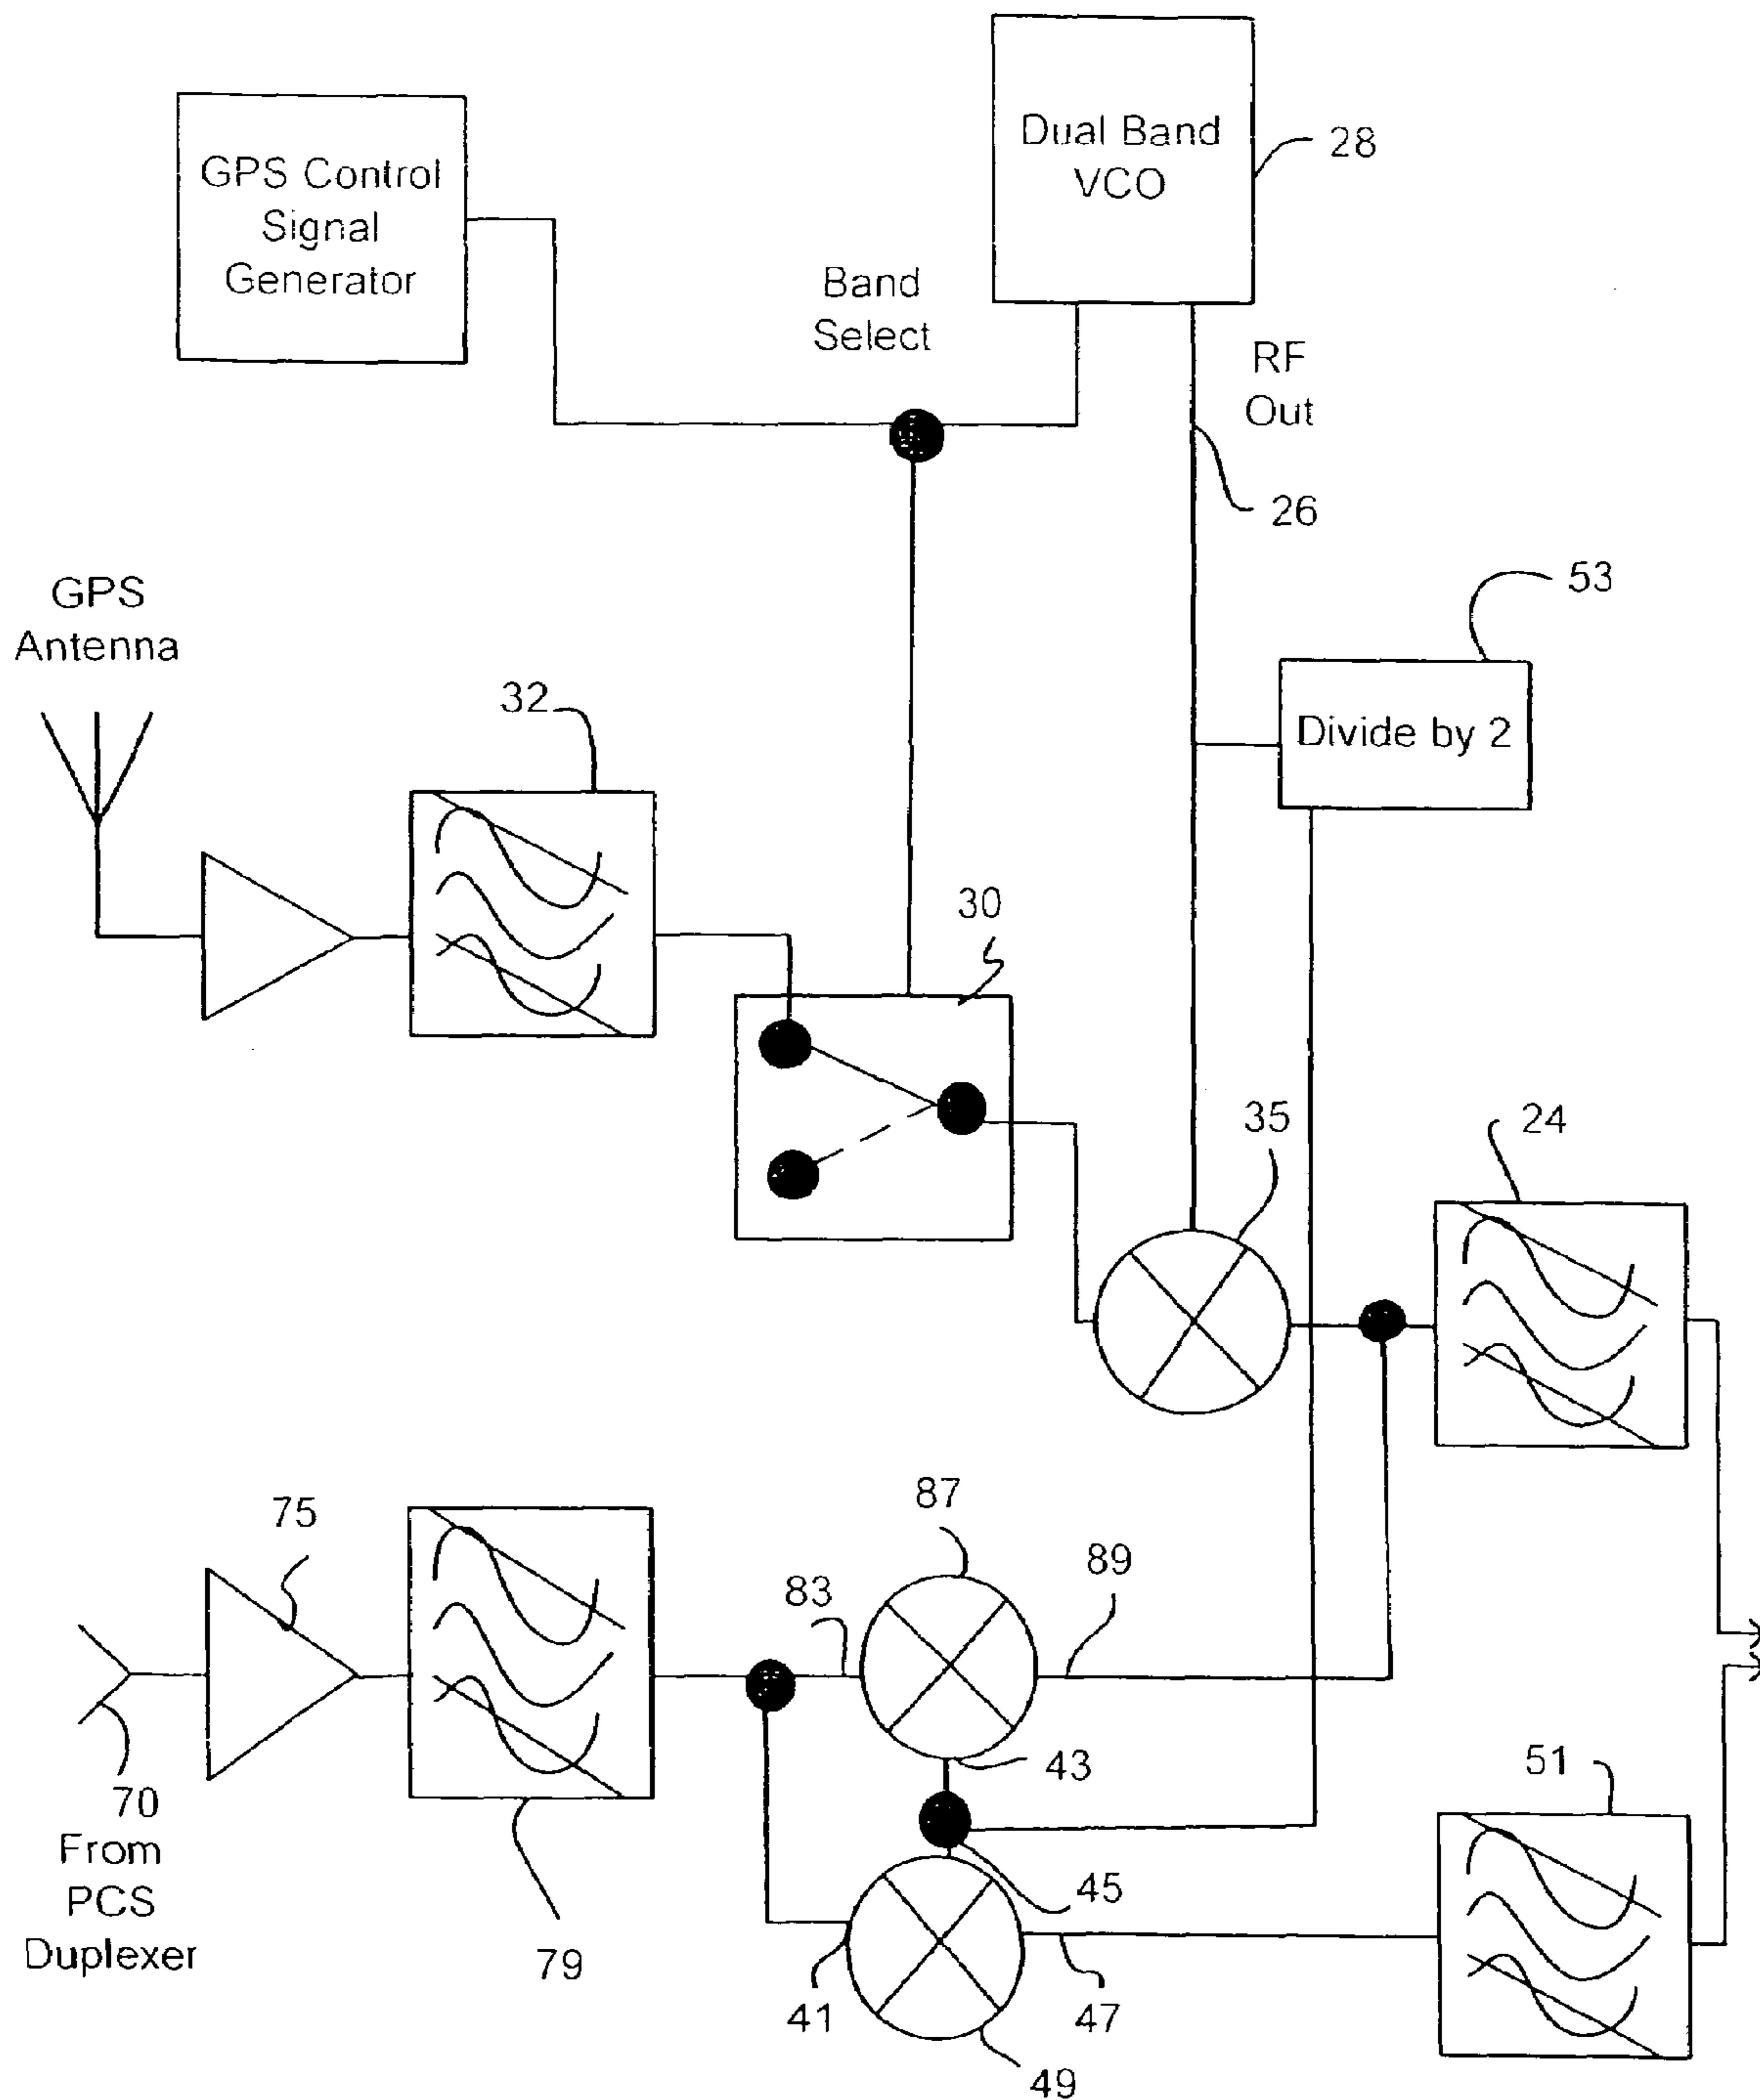 Dual Band
VCO
28
GPS Control
Signal
Generator
Band
Select
RF
Out
26
GPS
Antenna
53
Divide by 2
32
30
35
24
75
87
83
89
43
51
70
From
PCS
Duplexer
79
45
41
47
49